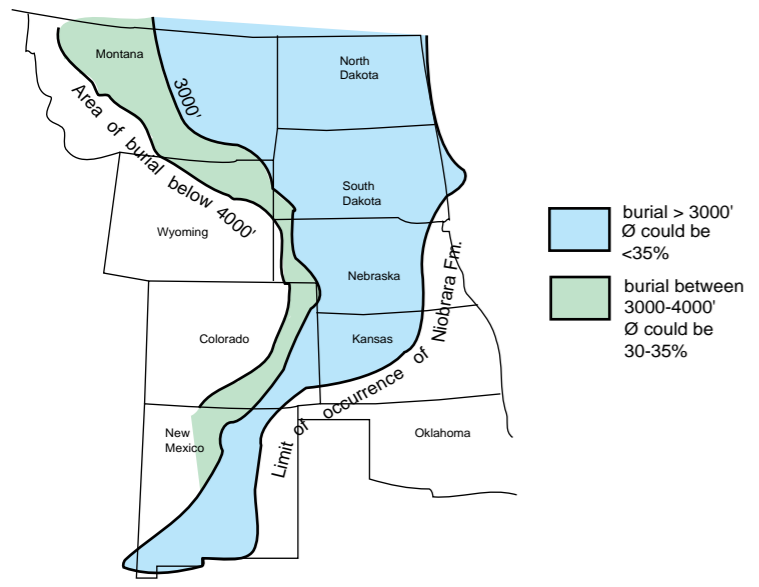 Montana
North
Dakota
3000'
Area of burial below 4000'
South
Dakota
Wyoming
Nebraska
Colorado
Kansas
Limit of occurrence of Niobrara Fm.
New
Mexico
Oklahoma
burial > 3000'
Ø could be
<35%
burial between
3000-4000'
Ø could be
30-35%